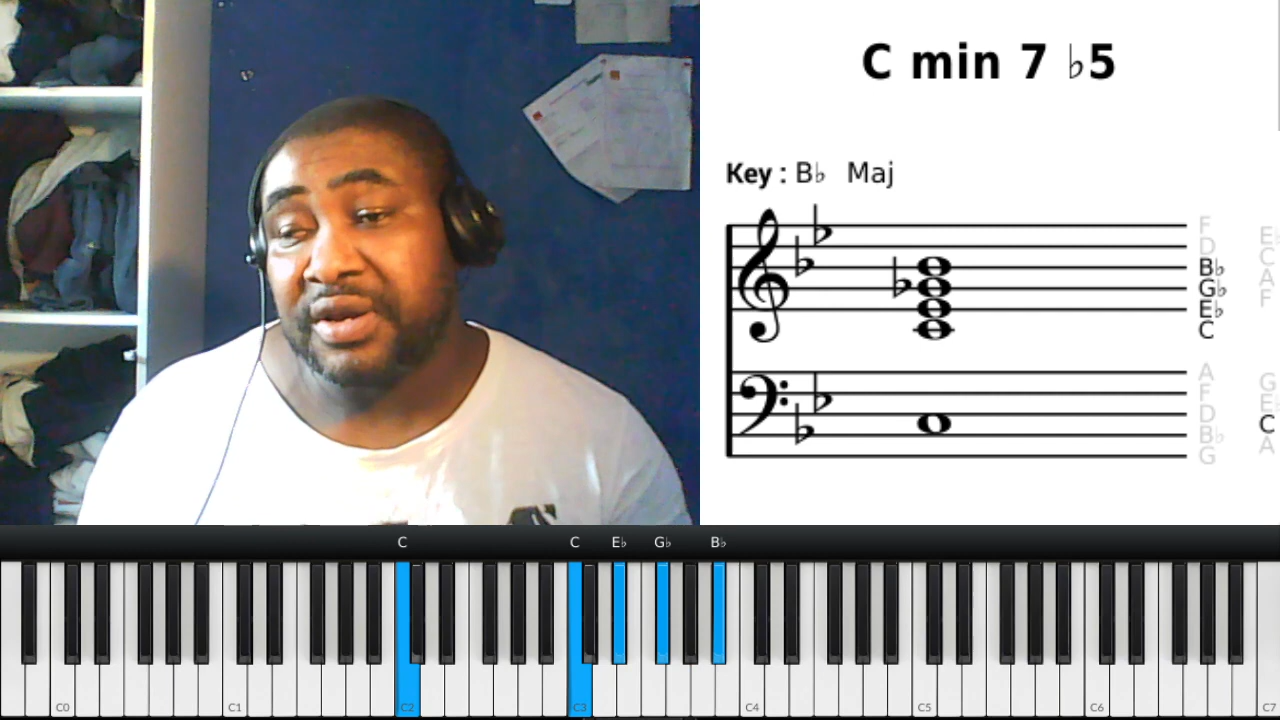 C min 7 ♭5
Key : B♭ Maj
F
D
B♭
G♭
E♭
C
E♭
C
A
F
A
F
D
B♭
G
G
E♭
C
A
C C E♭ G♭ B♭
C0 C1 C2 C3 C4 C5 C6 C7